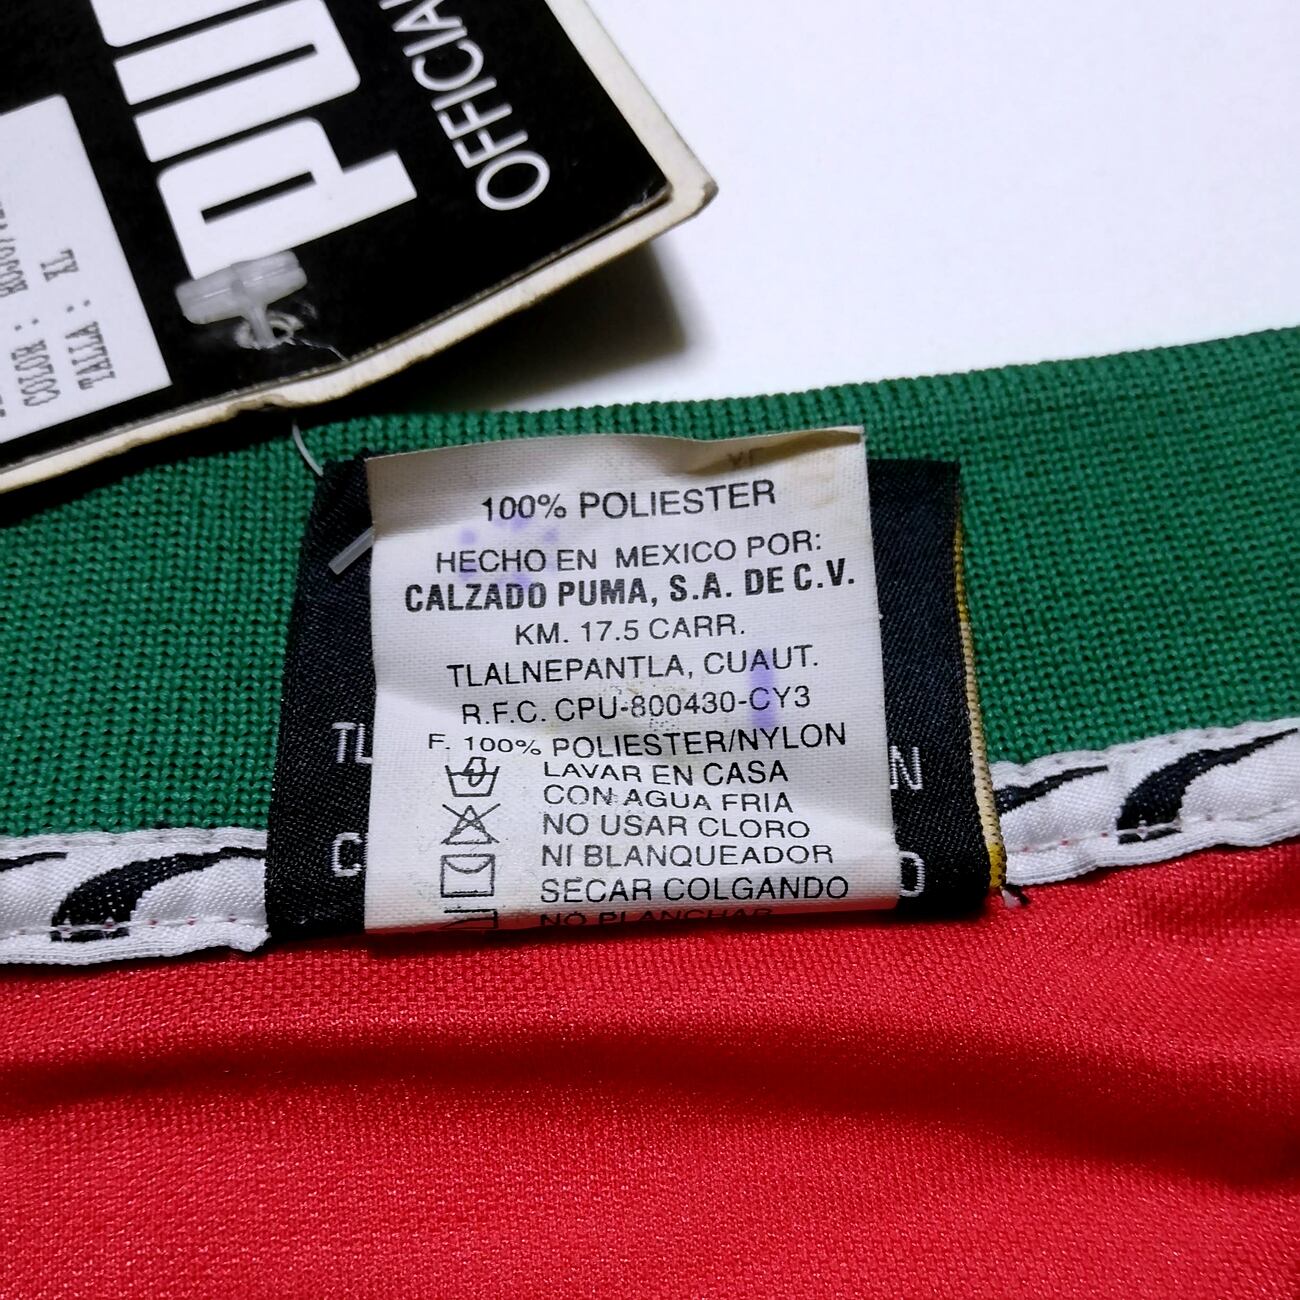 OFFICIAL
COLOR :
TALLA : XL
100% POLIESTER
HECHO EN MEXICO POR:
CALZADO PUMA, S.A. DE C.V.
KM. 17.5 CARR.
TLALNEPANTLA, CUAUT.
R.F.C. CPU-800430-CY3
F. 100% POLIESTER/NYLON
LAVAR EN CASA
CON AGUA FRIA
NO USAR CLORO
NI BLANQUEADOR
SECAR COLGANDO
NO PLANCHAR